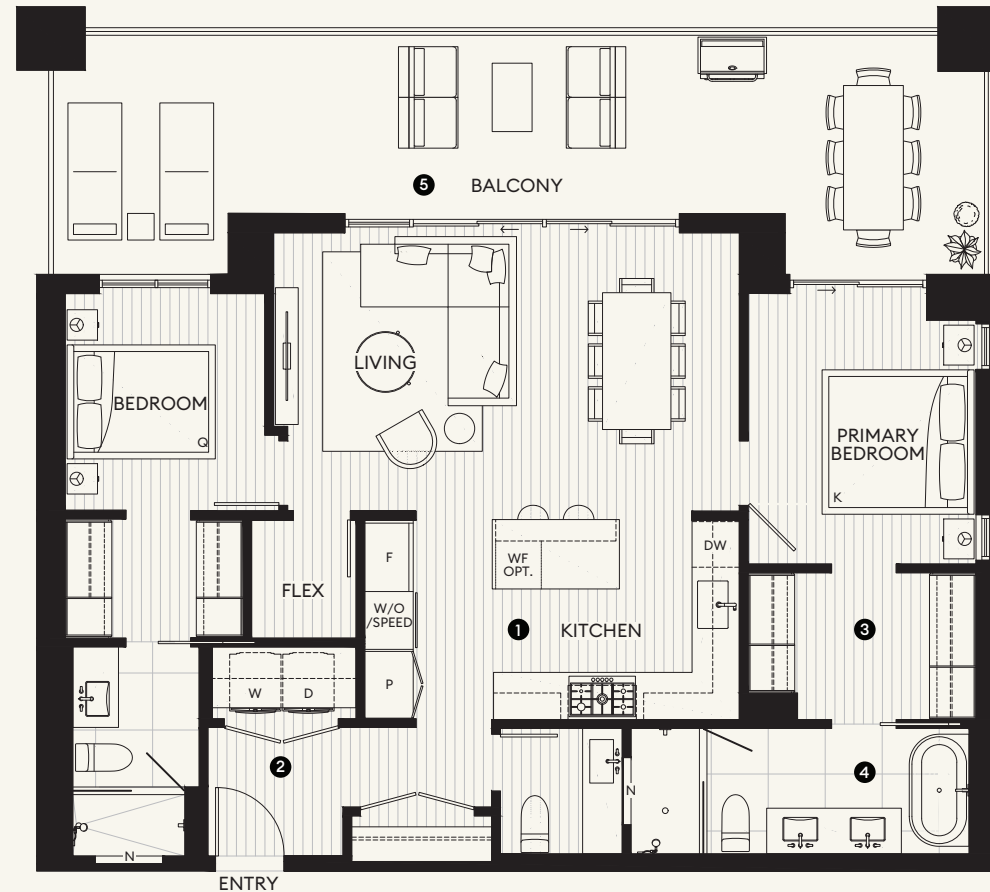 5 BALCONY
LIVING
BEDROOM
Q
PRIMARY
BEDROOM
K
F
DW
WF
OPT.
FLEX
W/O
/SPEED
1 KITCHEN
3
P
W
D
2
4
N
N
ENTRY